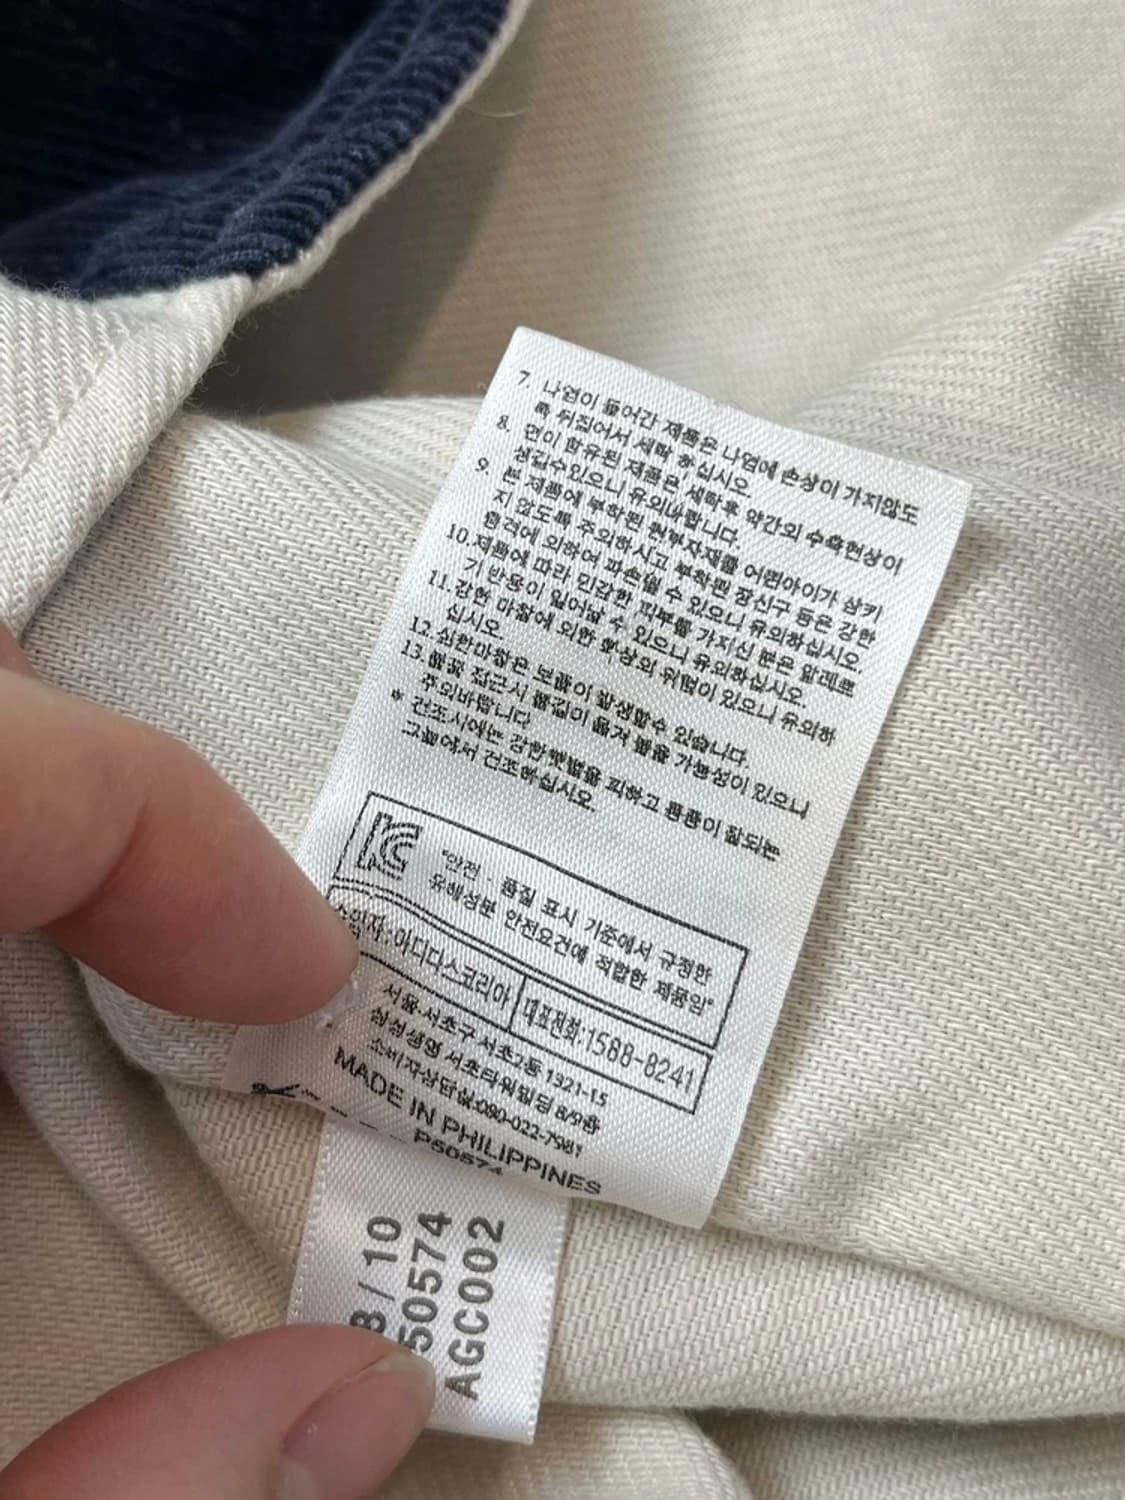 7. 나염이 들어간 제품은 나염에 손상이 가지않도
록 뒤집어서 세탁 하십시오.
8. 면이 함유된 제품은 세탁후 약간의 수축현상이
생길수있으니 유의바랍니다.
9. 본 제품에 부착된 현부자재를 어린아이가 삼키
지 않도록 주의하시고 부착된 장신구 등은 강한
합격에 의하여 파손될 수 있으니 유의하십시오.
10.제품에 따라 민감한 피부를 가지신 분은 알레르
기 반응이 일어날 수 있으니 유의하십시오.
11.강한 마찰에 의한 화상의 위험이 있으니 유의하
십시오.
12.심한마찰은 보풀이 발생할수 있습니다.
13.불꽃 접근시 불길이 옮겨 붙을 가능성이 있으니
주의바랍니다
* 건조시에는 강한햇볕을 피하고 통풍이 잘되는
그늘에서 건조하십시오.
KC "안전 - 품질 표시 기준에서 규정한
유해성분 안전요건에 적합한 제품임"
수입자:아디다스코리아 대표전화:1588-8241
서울 서초구 서초2동 1321-15
삼성생명 서초타워빌딩 8/9층
소비자상담실:080-022-7981
MADE IN PHILIPPINES
P50574
/ 10
50574
AGC002